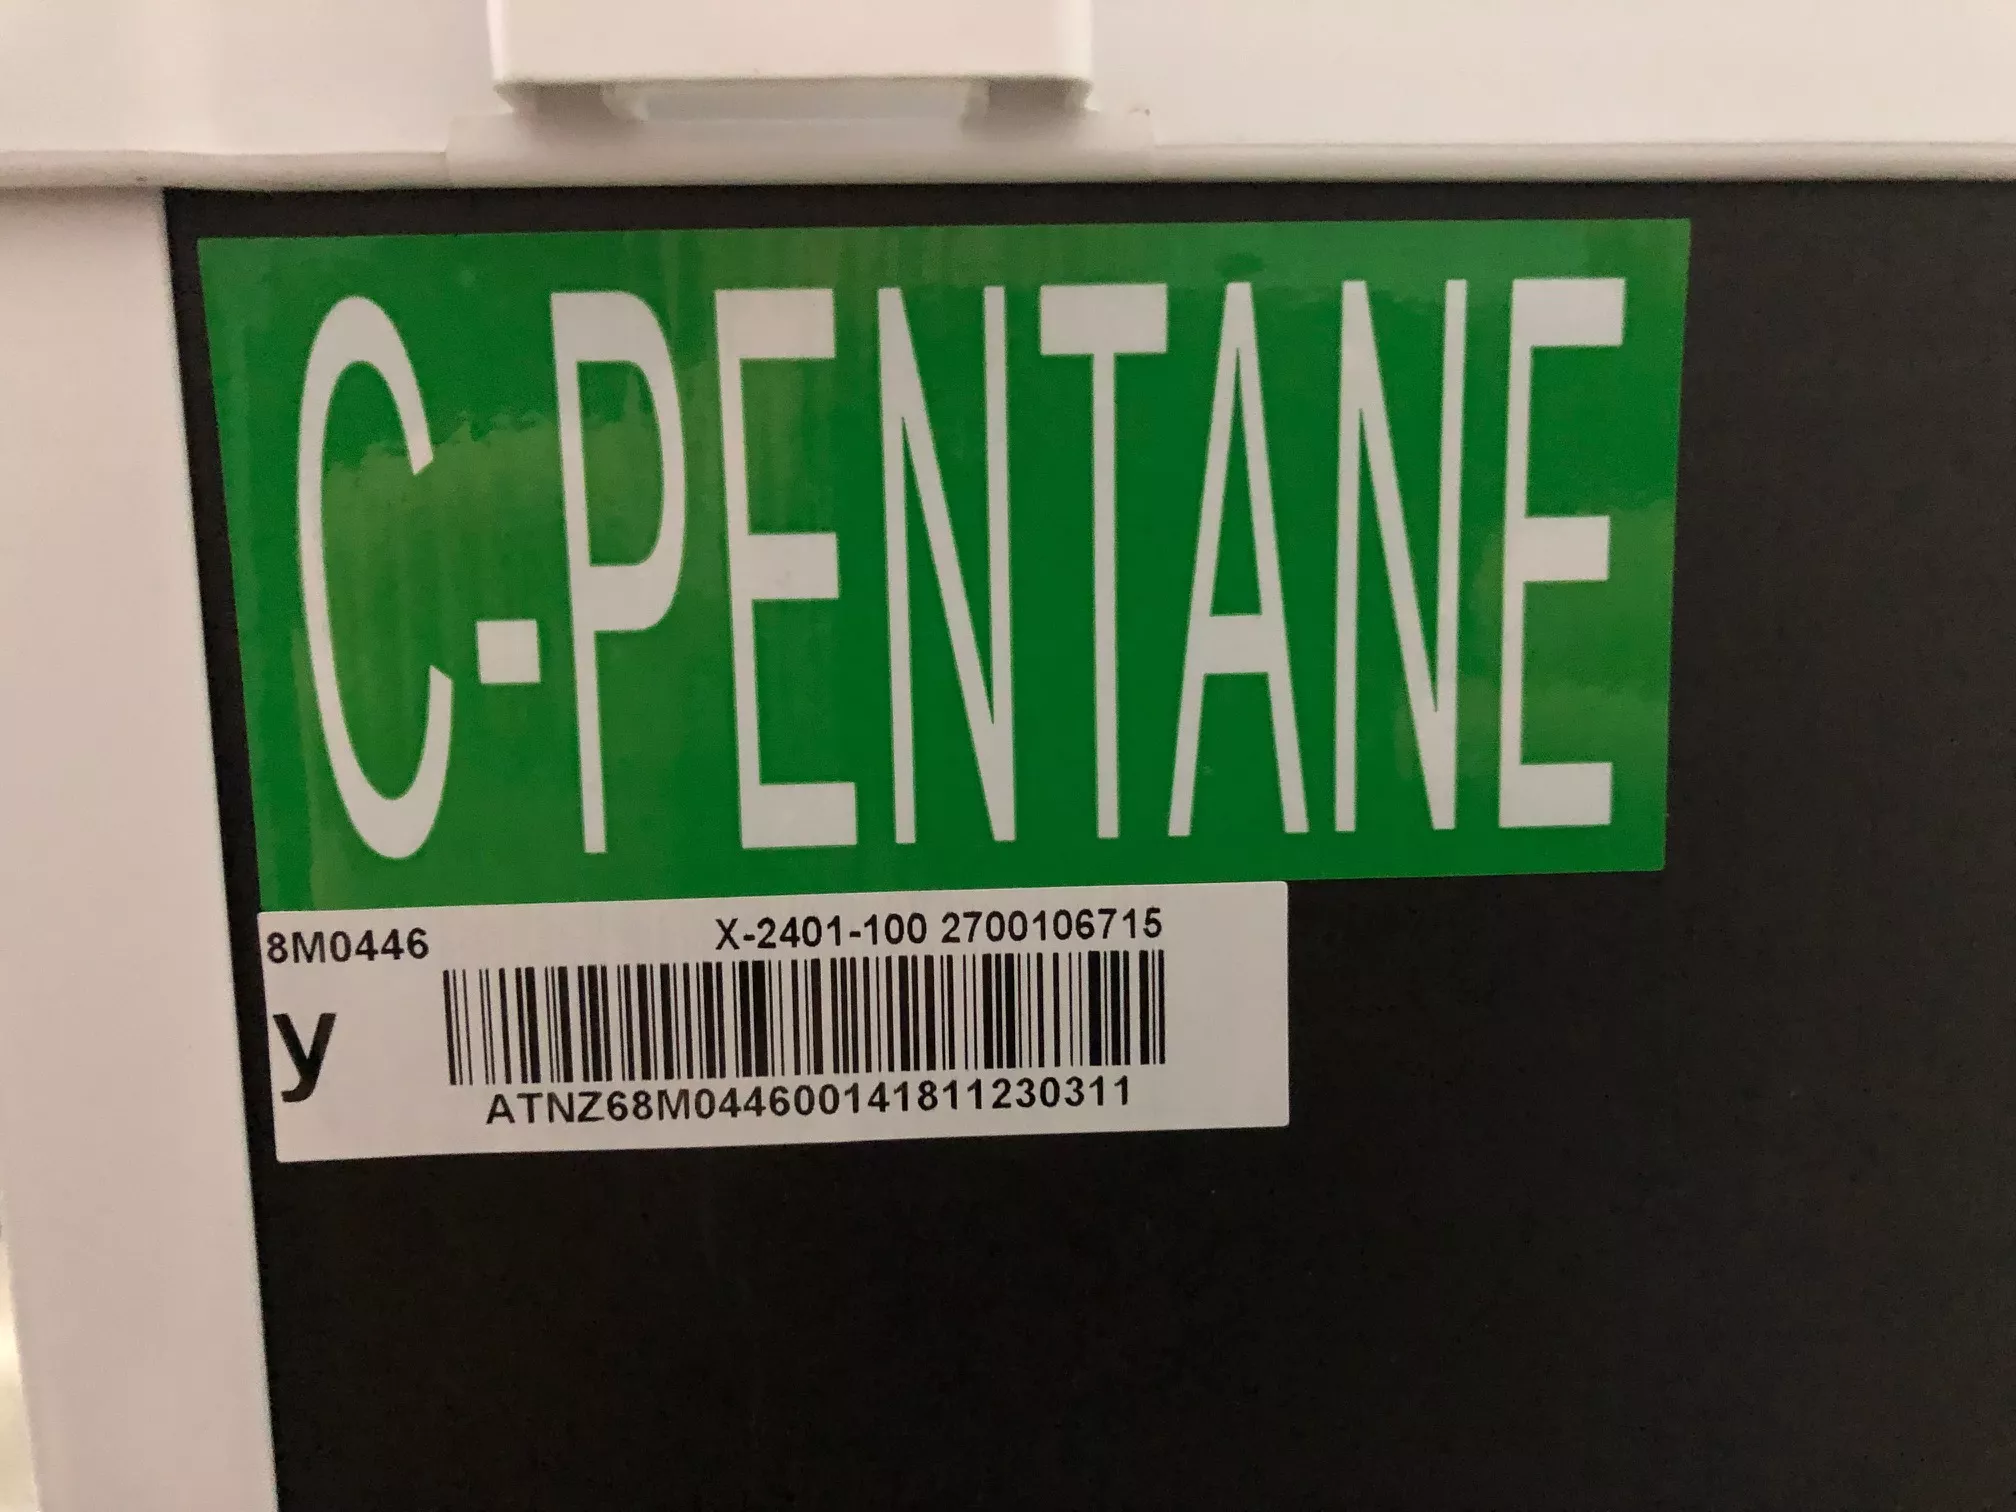 C-PENTANE
8M0446 X-2401-100 2700106715
y
ATNZ68M044600141811230311